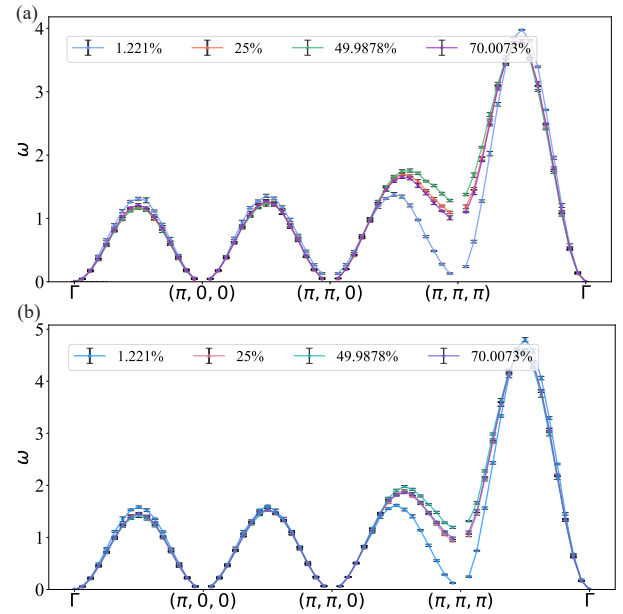 (a)
4
1.221% 25% 49.9878% 70.0073%
3
ω
2
1
0
Γ (π, 0, 0) (π, π, 0) (π, π, π) Γ
(b)
5
1.221% 25% 49.9878% 70.0073%
4
3
ω
2
1
0
Γ (π, 0, 0) (π, π, 0) (π, π, π) Γ